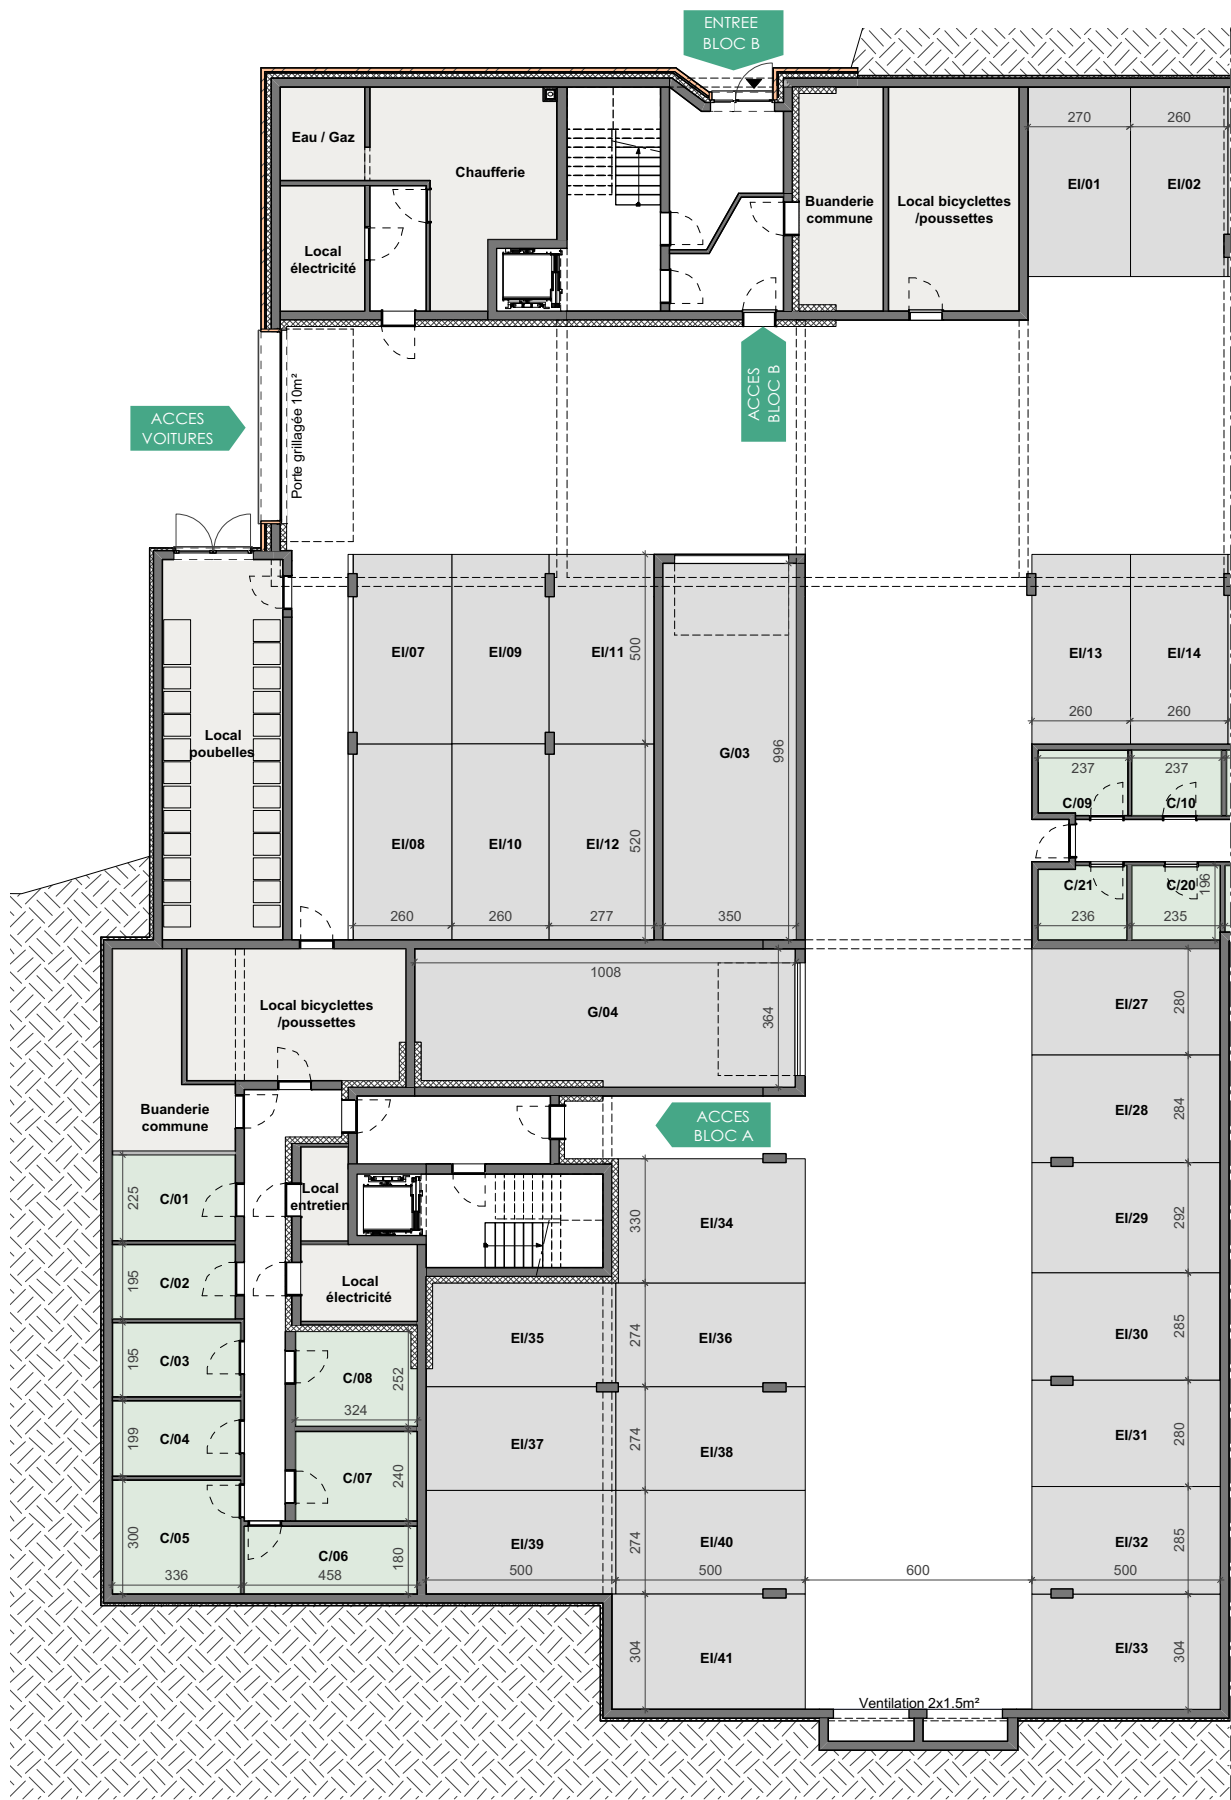 ENTREE
BLOC B
Eau / Gaz
Chaufferie
Local
électricité
Buanderie
commune
Local bicyclettes
/poussettes
270
260
EI/01
EI/02
ACCES
VOITURES
Porte grillagée 10m²
ACCES
BLOC B
EI/07
EI/09
EI/11
500
EI/13
EI/14
260
260
Local
poubelles
G/03
996
237
237
C/09
C/10
EI/08
EI/10
EI/12
520
C/21
C/20
196
260
260
277
350
236
235
Local bicyclettes
/poussettes
1008
G/04
364
EI/27
280
Buanderie
commune
ACCES
BLOC A
EI/28
284
C/01
225
Local
entretien
EI/34
330
EI/29
292
C/02
195
Local
électricité
C/03
195
C/08
252
324
EI/35
274
EI/36
EI/30
285
C/04
199
C/07
240
EI/37
274
EI/38
EI/31
280
C/05
300
336
C/06
458
180
EI/39
500
274
EI/40
500
600
EI/32
285
500
304
EI/41
EI/33
304
Ventilation 2x1.5m²